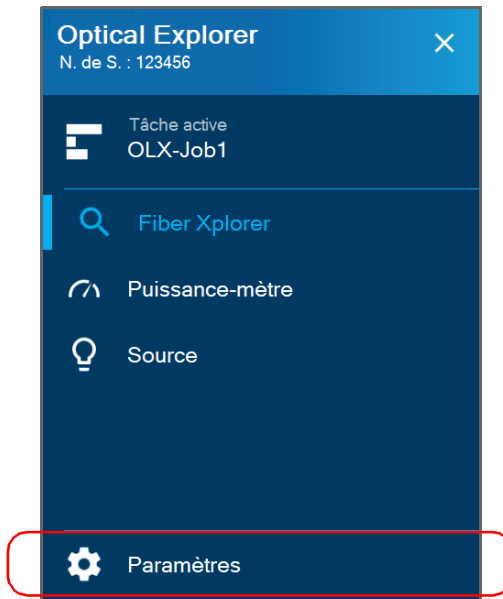 Optical Explorer
N. de S. : 123456
Tâche active
OLX-Job1
Fiber Xplorer
Puissance-mètre
Source
Paramètres